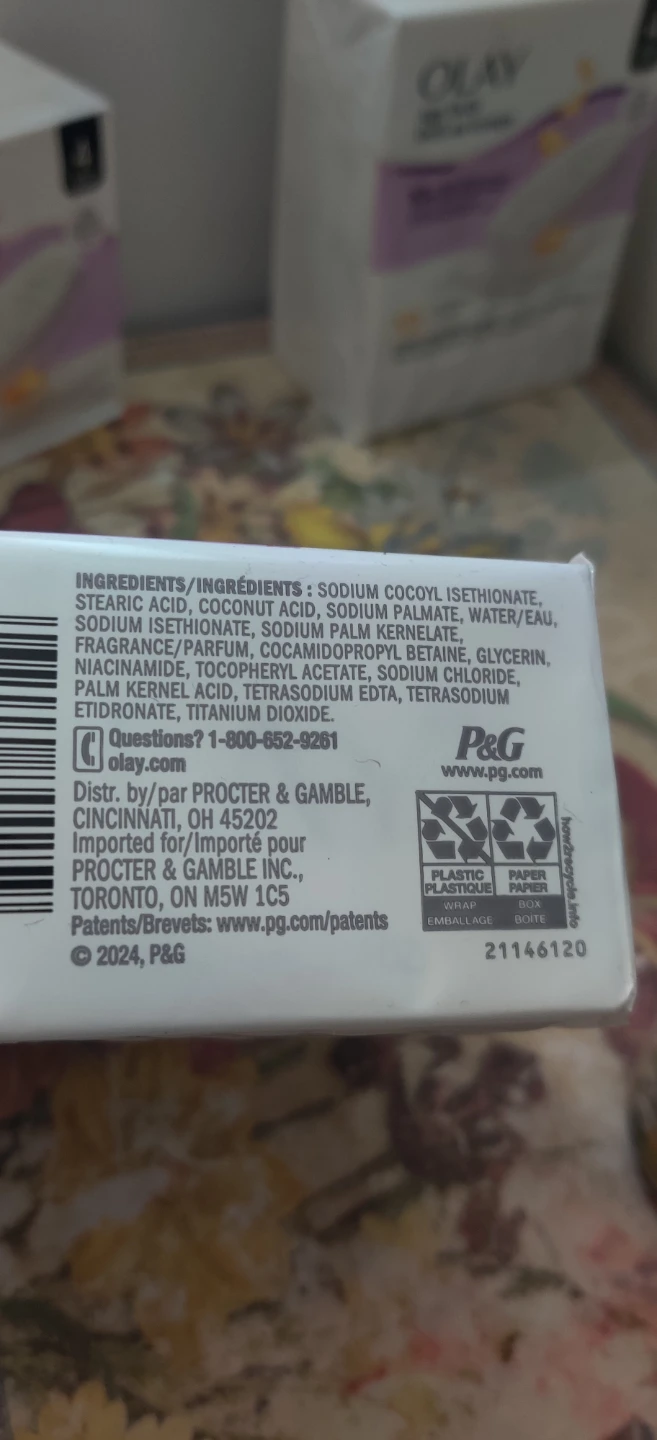 OLAY
INGREDIENTS/INGRÉDIENTS : SODIUM COCOYL ISETHIONATE,
STEARIC ACID, COCONUT ACID, SODIUM PALMATE, WATER/EAU,
SODIUM ISETHIONATE, SODIUM PALM KERNELATE,
FRAGRANCE/PARFUM, COCAMIDOPROPYL BETAINE, GLYCERIN,
NIACINAMIDE, TOCOPHERYL ACETATE, SODIUM CHLORIDE,
PALM KERNEL ACID, TETRASODIUM EDTA, TETRASODIUM
ETIDRONATE, TITANIUM DIOXIDE.
Questions? 1-800-652-9261
olay.com
Distr. by/par PROCTER & GAMBLE,
CINCINNATI, OH 45202
Imported for/Importé pour
PROCTER & GAMBLE INC.,
TORONTO, ON M5W 1C5
Patents/Brevets: www.pg.com/patents
© 2024, P&G
P&G
www.pg.com
PLASTIC
PLASTIQUE
WRAP
EMBALLAGE
PAPER
PAPIER
BOX
BOÎTE
how2recycle.info
21146120